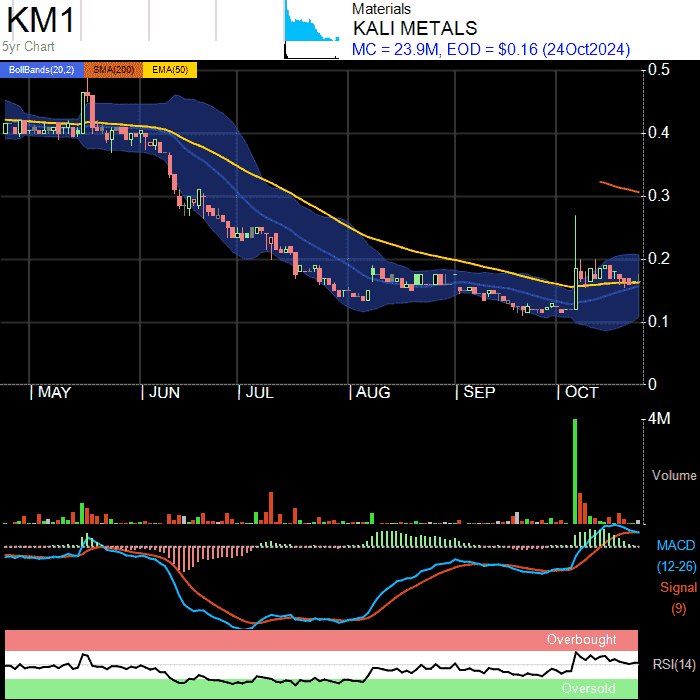 KM1
5yr Chart
Materials
KALI METALS
MC = 23.9M, EOD = $0.16 (24Oct2024)
BollBands(20,2) SMA(200) EMA(50)
0.5
0.4
0.3
0.2
0.1
0
MAY JUN JUL AUG SEP OCT
4M
Volume
MACD
(12-26)
Signal
(9)
Overbought
RSI(14)
Oversold